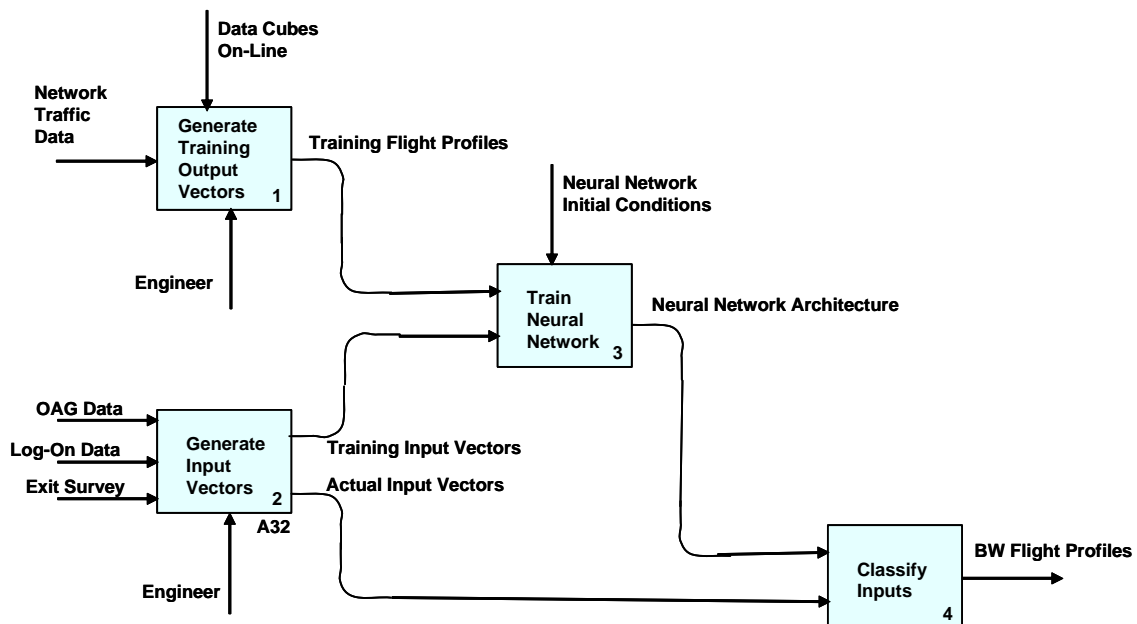 Data Cubes
On-Line
Network
Traffic
Data
Generate
Training
Output
Vectors
1
Training Flight Profiles
Engineer
Neural Network
Initial Conditions
Train
Neural
Network
3
Neural Network Architecture
OAG Data
Log-On Data
Exit Survey
Generate
Input
Vectors
2
A32
Training Input Vectors
Actual Input Vectors
Engineer
Classify
Inputs
4
BW Flight Profiles